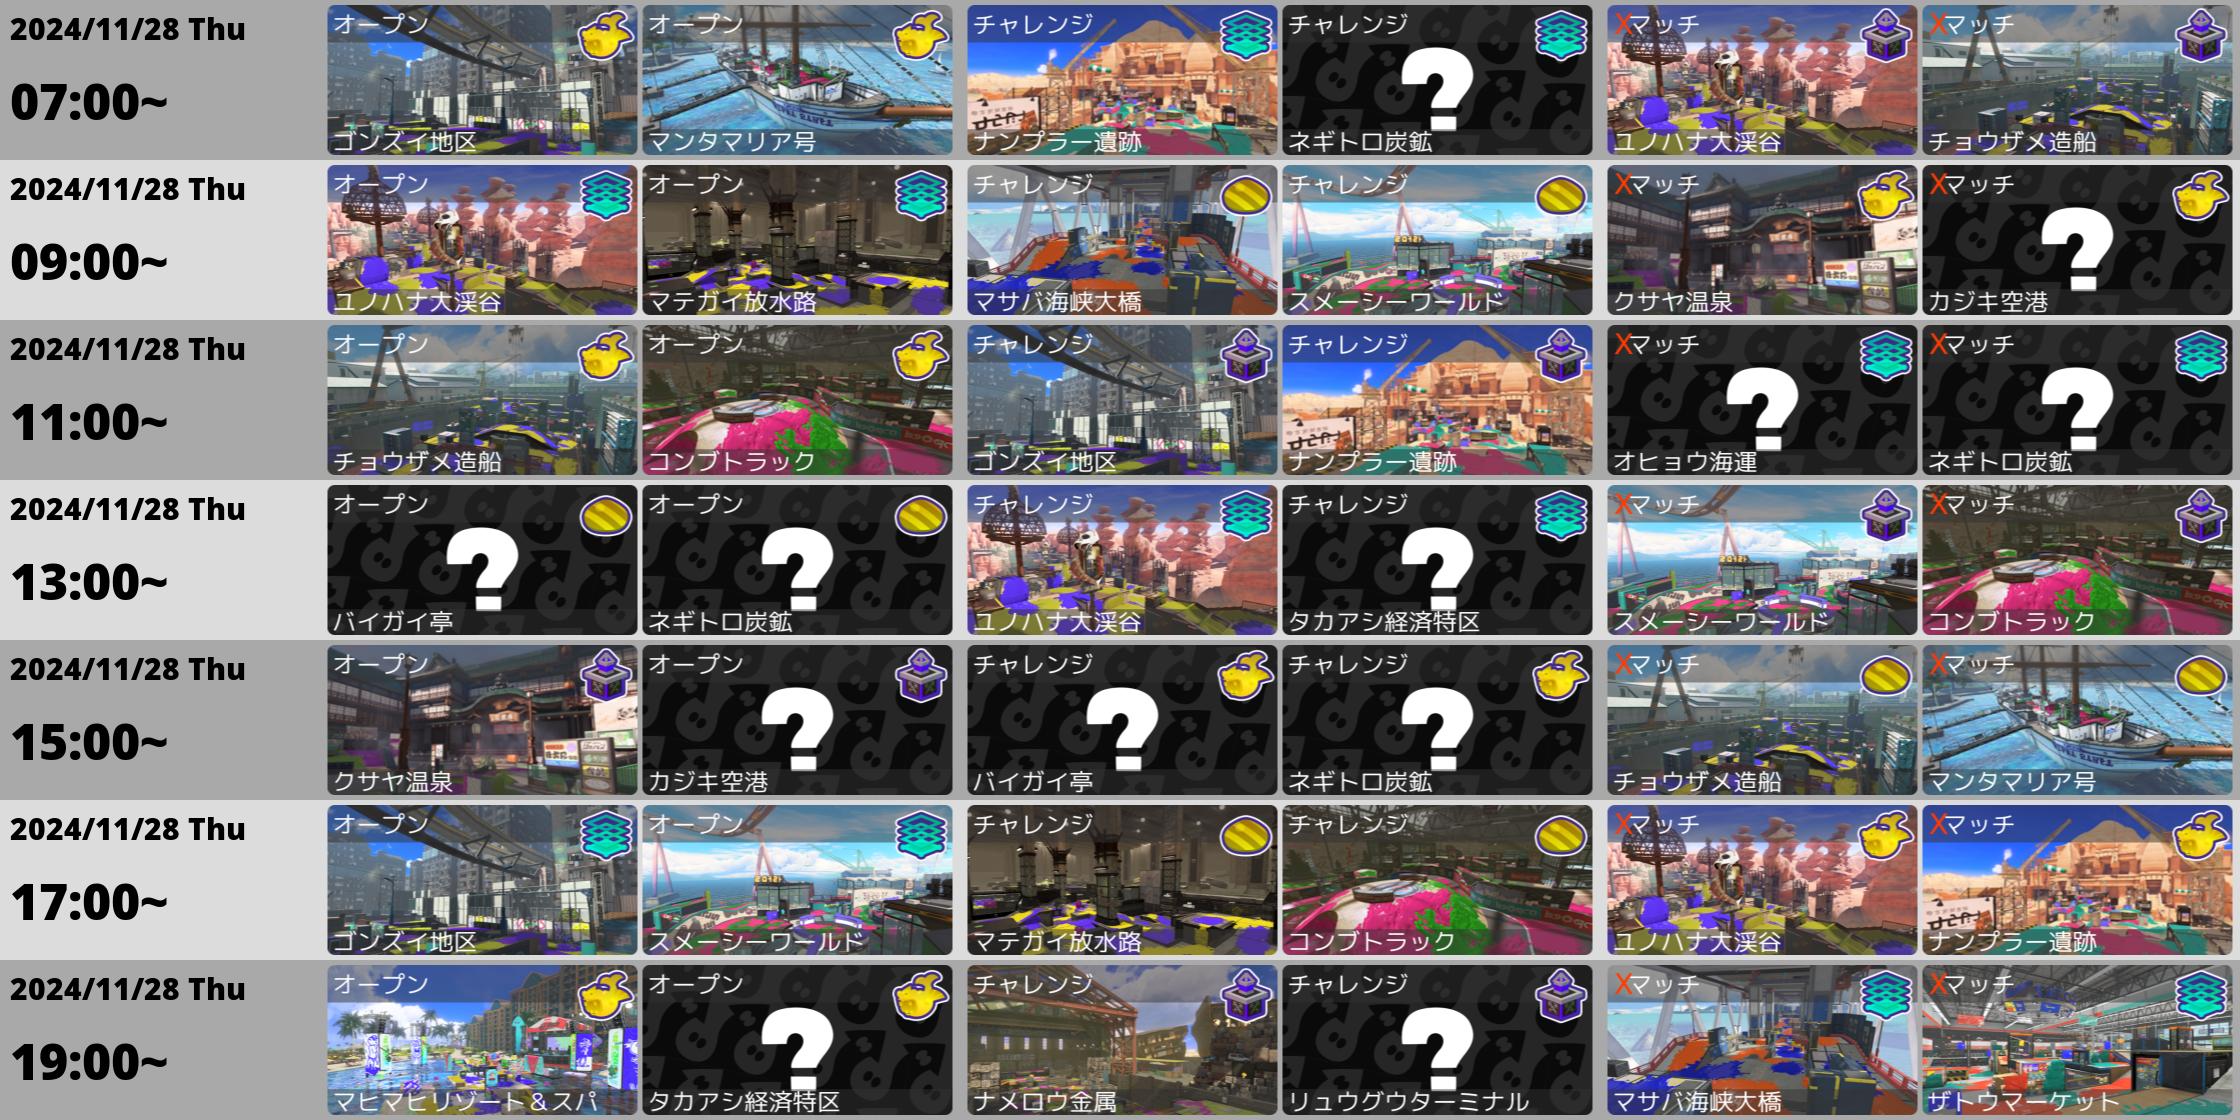 2024/11/28 Thu
07:00~
オープン
ゴンズイ地区
オープン
マンタマリア号
チャレンジ
ナンプラー遺跡
チャレンジ
ネギトロ炭鉱
Xマッチ
ユノハナ大渓谷
Xマッチ
チョウザメ造船
2024/11/28 Thu
09:00~
オープン
ユノハナ大渓谷
オープン
マテガイ放水路
チャレンジ
マサバ海峡大橋
チャレンジ
スメーシーワールド
Xマッチ
クサヤ温泉
Xマッチ
カジキ空港
2024/11/28 Thu
11:00~
オープン
チョウザメ造船
オープン
コンブトラック
チャレンジ
ゴンズイ地区
チャレンジ
ナンプラー遺跡
Xマッチ
オヒョウ海運
Xマッチ
ネギトロ炭鉱
2024/11/28 Thu
13:00~
オープン
バイガイ亭
オープン
ネギトロ炭鉱
チャレンジ
ユノハナ大渓谷
チャレンジ
タカアシ経済特区
Xマッチ
スメーシーワールド
Xマッチ
コンブトラック
2024/11/28 Thu
15:00~
オープン
クサヤ温泉
オープン
カジキ空港
チャレンジ
バイガイ亭
チャレンジ
ネギトロ炭鉱
Xマッチ
チョウザメ造船
Xマッチ
マンタマリア号
2024/11/28 Thu
17:00~
オープン
ゴンズイ地区
オープン
スメーシーワールド
チャレンジ
マテガイ放水路
チャレンジ
コンブトラック
Xマッチ
ユノハナ大渓谷
Xマッチ
ナンプラー遺跡
2024/11/28 Thu
19:00~
オープン
マヒマヒリゾート&スパ
オープン
タカアシ経済特区
チャレンジ
ナメロウ金属
チャレンジ
リュウグウターミナル
Xマッチ
マサバ海峡大橋
Xマッチ
ザトウマーケット